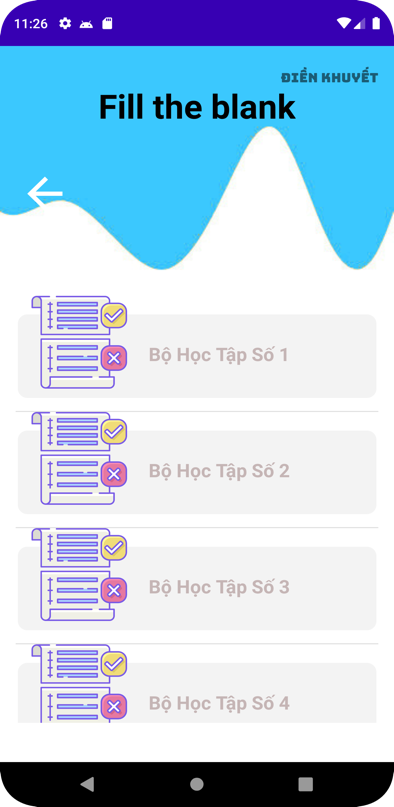 11:26
ĐIỀN KHUYẾT
Fill the blank
Bộ Học Tập Số 1
Bộ Học Tập Số 2
Bộ Học Tập Số 3
Bộ Học Tập Số 4